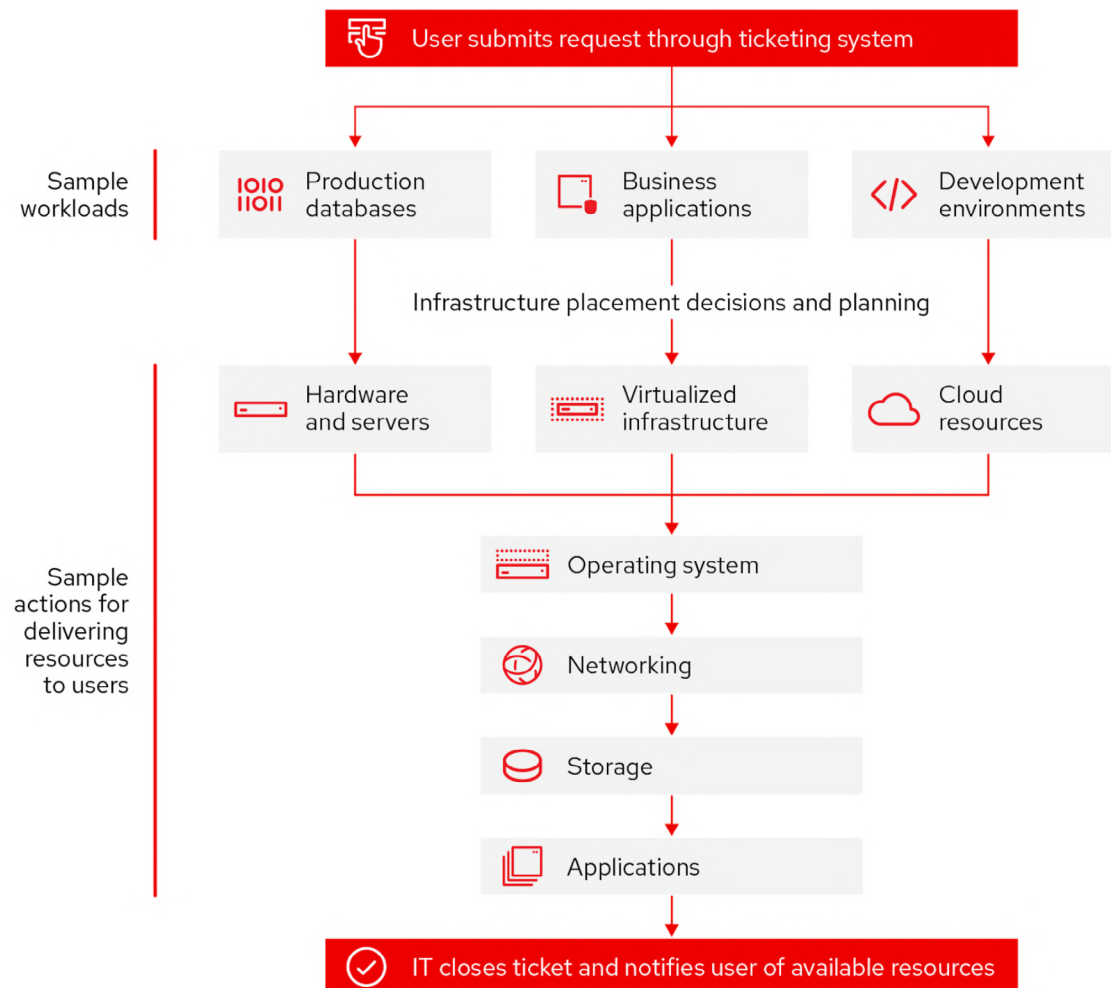 User submits request through ticketing system
Sample
workloads
1010
11011
Production
databases
Business
applications
</>
Development
environments
Infrastructure placement decisions and planning
Hardware
and servers
Virtualized
infrastructure
Cloud
resources
Sample
actions for
delivering
resources
to users
Operating system
Networking
Storage
Applications
IT closes ticket and notifies user of available resources